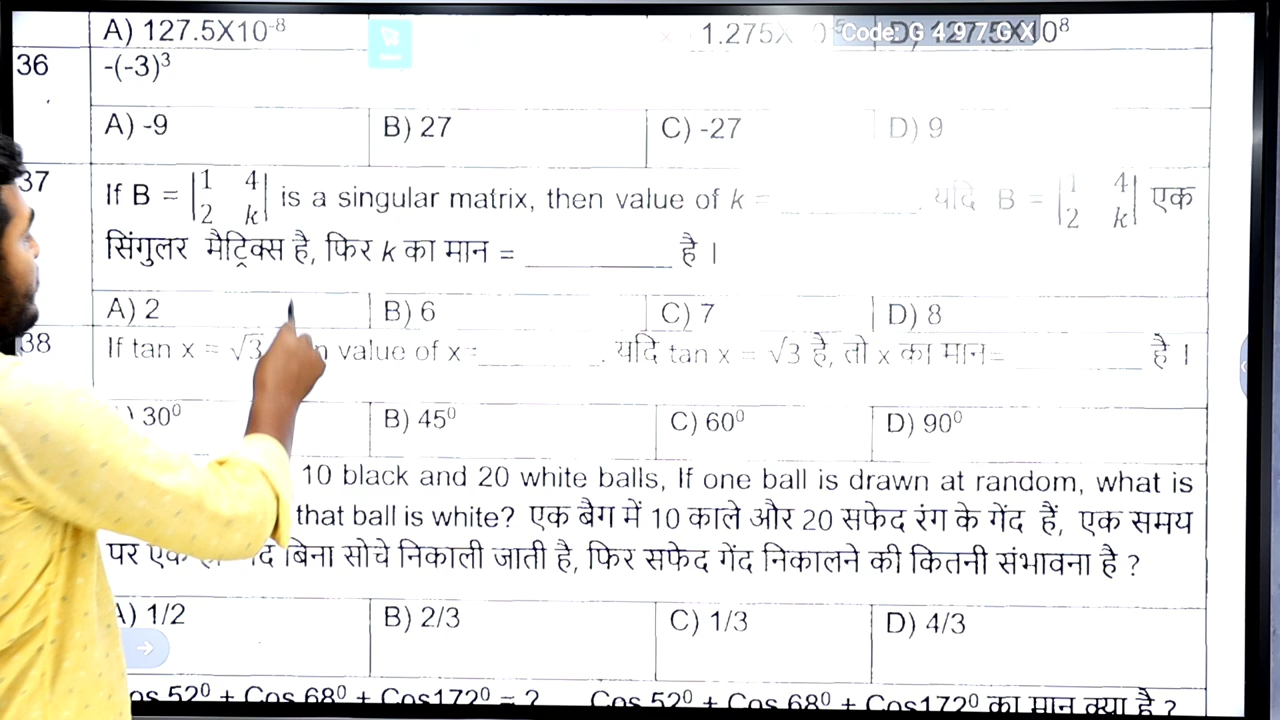 A) 127.5X10⁻⁸ 1.275X Code: G 4 9 7 G X D) 127.5X10⁸
36 -(-3)³
A) -9 B) 27 C) -27 D) 9
37 If B = |1 4| is a singular matrix, then value of k = ________. यदि B = |1 4| एक
|2 k| |2 k|
सिंगुलर मैट्रिक्स है, फिर k का मान = ________ है ।
A) 2 B) 6 C) 7 D) 8
38 If tan x = √3 value of x= ________. यदि tan x = √3 है, तो x का मान= ________ है ।
30⁰ B) 45⁰ C) 60⁰ D) 90⁰
10 black and 20 white balls, If one ball is drawn at random, what is
that ball is white? एक बैग में 10 काले और 20 सफेद रंग के गेंद हैं, एक समय
पर बिना सोचे निकाली जाती है, फिर सफेद गेंद निकालने की कितनी संभावना है ?
A) 1/2 B) 2/3 C) 1/3 D) 4/3
52⁰ + Cos 68⁰ + Cos172⁰ = ? Cos 52⁰ + Cos 68⁰ + Cos172⁰ का मान क्या है ?